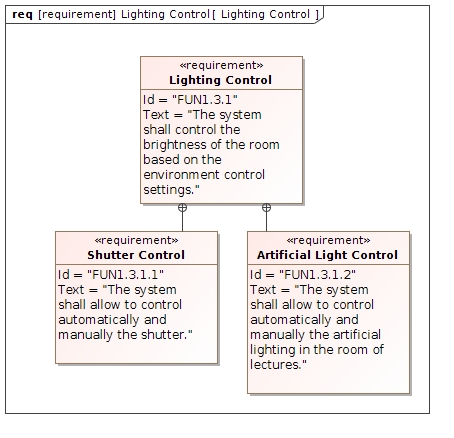 req [requirement] Lighting Control[ Lighting Control ]
«requirement»
Lighting Control
Id = "FUN1.3.1"
Text = "The system
shall control the
brightness of the room
based on the
environment control
settings."
«requirement»
Shutter Control
Id = "FUN1.3.1.1"
Text = "The system
shall allow to control
automatically and
manually the shutter."
«requirement»
Artificial Light Control
Id = "FUN1.3.1.2"
Text = "The system
shall allow to control
automatically and
manually the artificial
lighting in the room of
lectures."